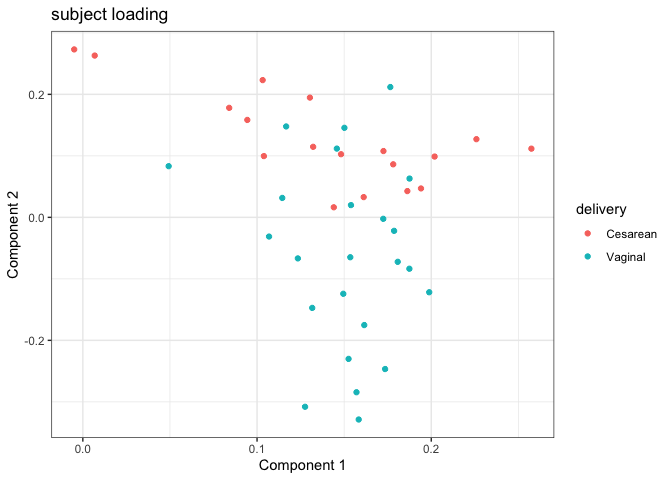 subject loading
Component 2
0.2
0.0
-0.2
0.0
0.1
0.2
Component 1
delivery
Cesarean
Vaginal